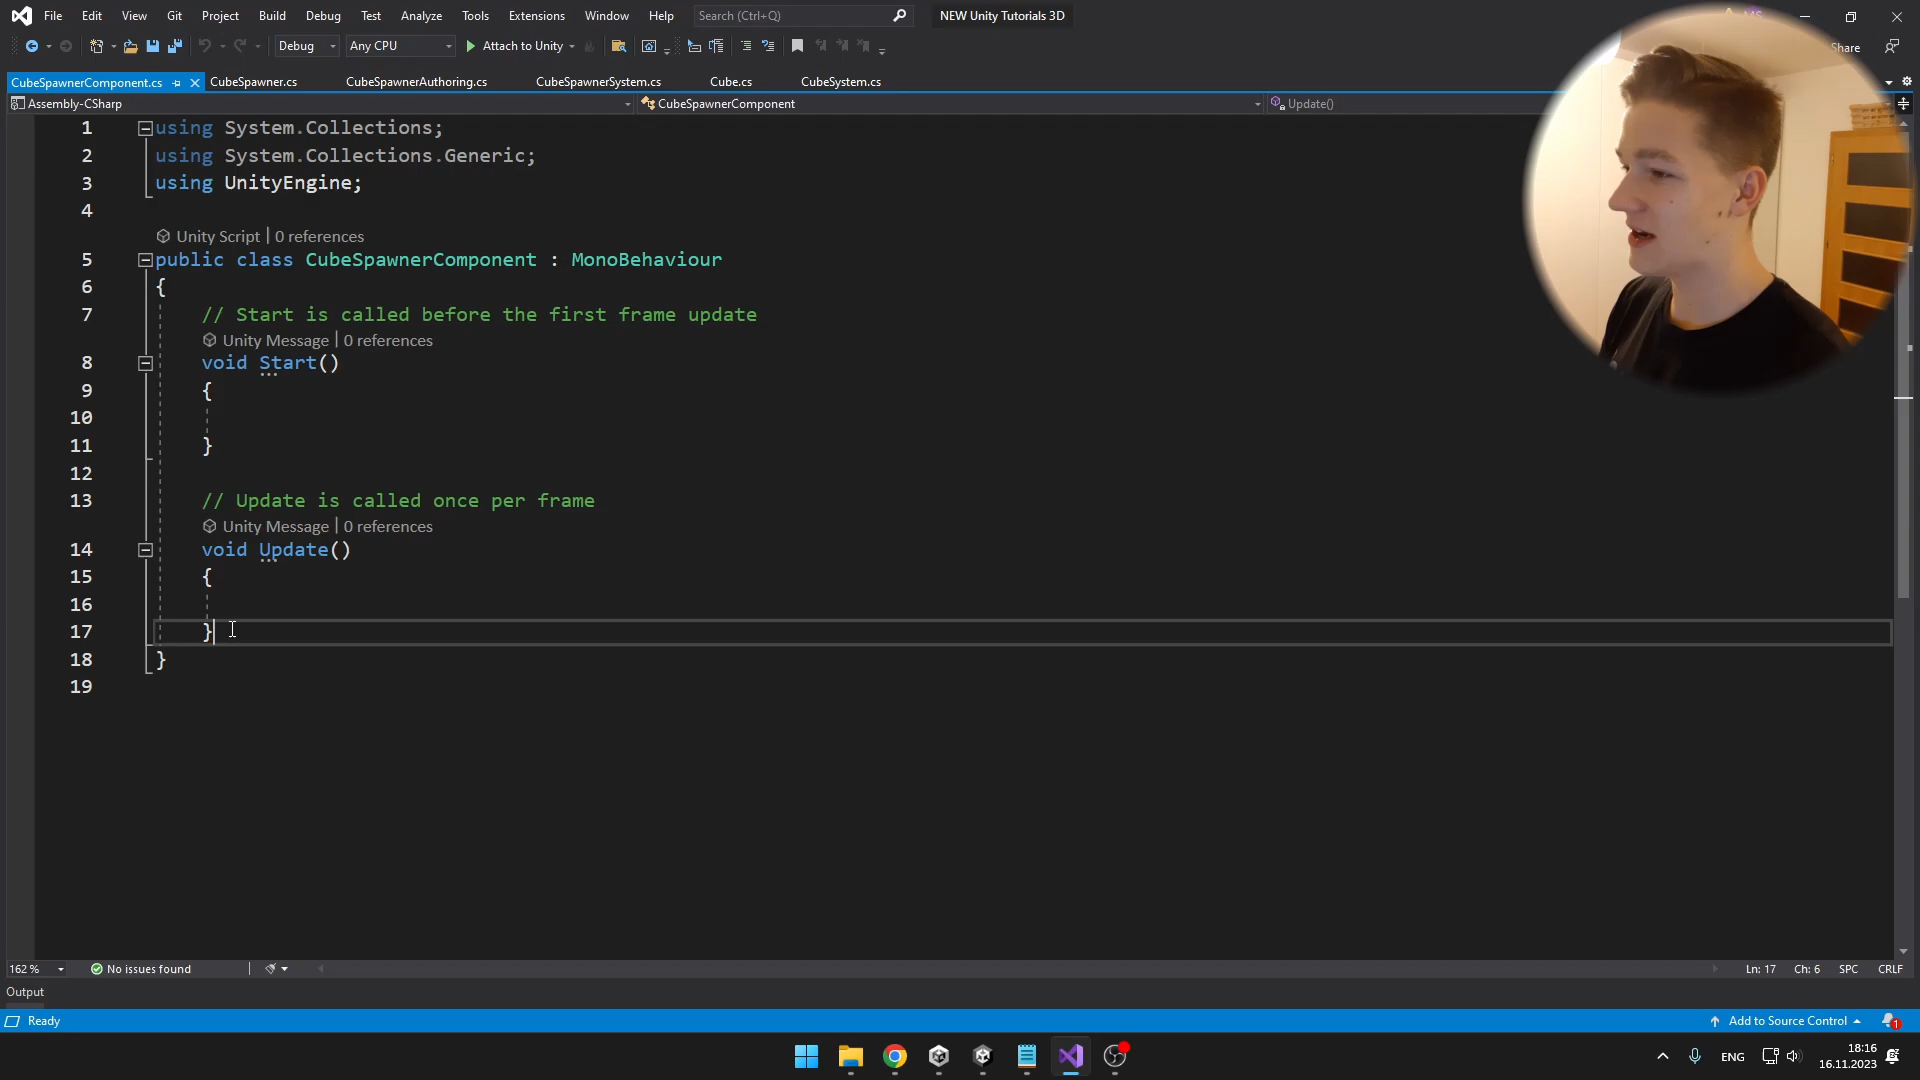 File Edit View Git Project Build Debug Test Analyze Tools Extensions Window Help Search (Ctrl+Q) NEW Unity Tutorials 3D
Debug Any CPU Attach to Unity Share
CubeSpawnerComponent.cs CubeSpawner.cs CubeSpawnerAuthoring.cs CubeSpawnerSystem.cs Cube.cs CubeSystem.cs
Assembly-CSharp CubeSpawnerComponent Update()
1 using System.Collections;
2 using System.Collections.Generic;
3 using UnityEngine;
4
Unity Script | 0 references
5 public class CubeSpawnerComponent : MonoBehaviour
6 {
7 // Start is called before the first frame update
Unity Message | 0 references
8 void Start()
9 {
10
11 }
12
13 // Update is called once per frame
Unity Message | 0 references
14 void Update()
15 {
16
17 }
18 }
19
162 % No issues found Ln: 17 Ch: 6 SPC CRLF
Output
Ready Add to Source Control 1
ENG 18:16
16.11.2023